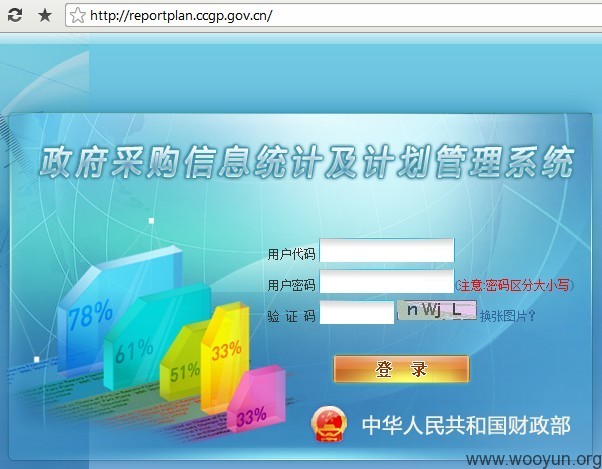 http://reportplan.ccgp.gov.cn/
政府采购信息统计及计划管理系统
用户代码
用户密码 (注意:密码区分大小写)
验 证 码 n Wj L 换张图片?
登 录
78%
61%
51%
33%
33%
中华人民共和国财政部
www.wooyun.org